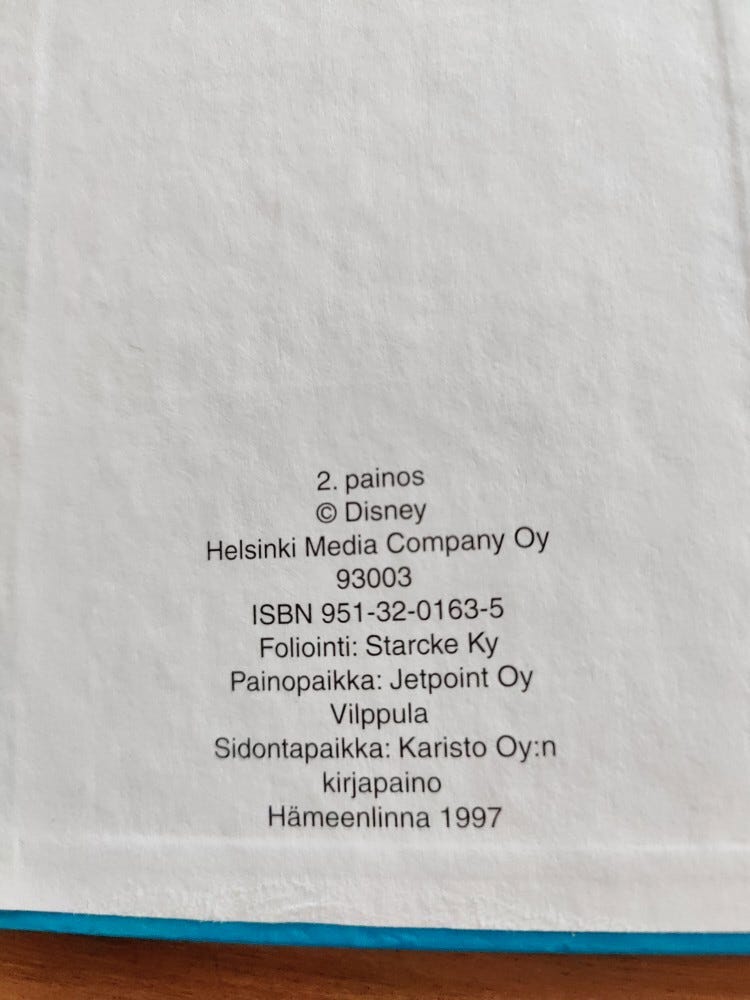 2. painos
© Disney
Helsinki Media Company Oy
93003
ISBN 951-32-0163-5
Foliointi: Starcke Ky
Painopaikka: Jetpoint Oy
Vilppula
Sidontapaikka: Karisto Oy:n
kirjapaino
Hämeenlinna 1997